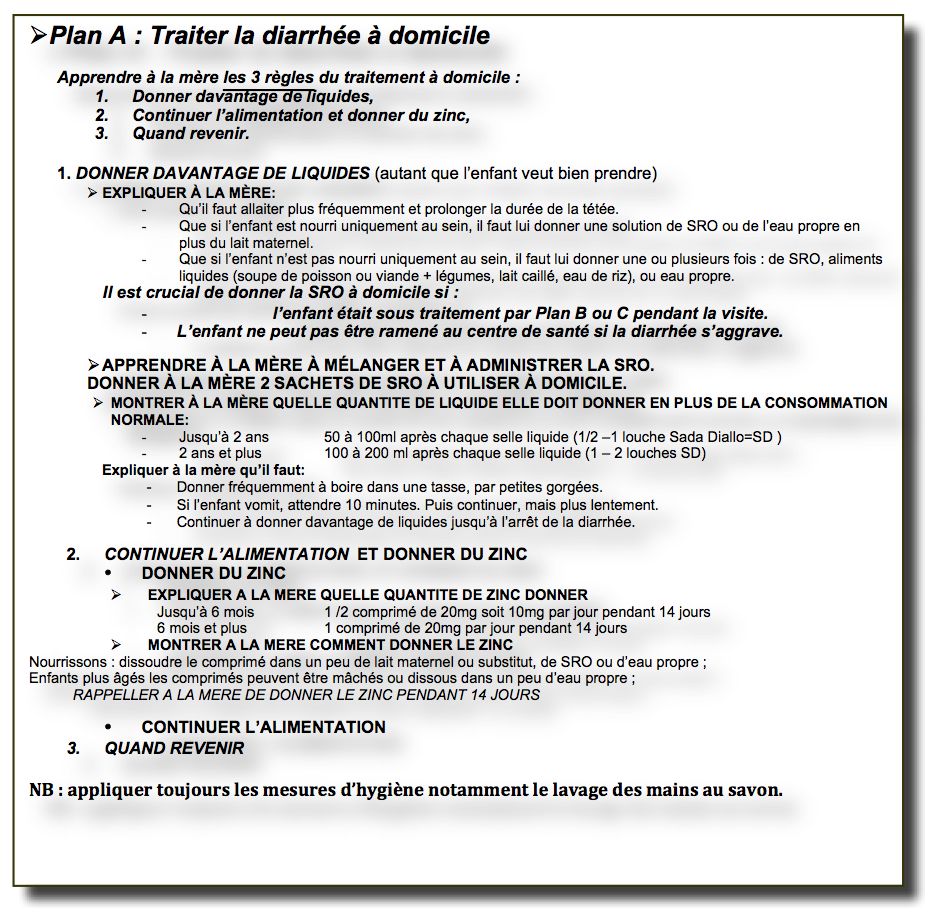 ➢Plan A : Traiter la diarrhée à domicile
Apprendre à la mère les 3 règles du traitement à domicile :
1. Donner davantage de liquides,
2. Continuer l’alimentation et donner du zinc,
3. Quand revenir.
1. DONNER DAVANTAGE DE LIQUIDES (autant que l’enfant veut bien prendre)
➢ EXPLIQUER À LA MÈRE:
- Qu’il faut allaiter plus fréquemment et prolonger la durée de la tétée.
- Que si l’enfant est nourri uniquement au sein, il faut lui donner une solution de SRO ou de l’eau propre en
plus du lait maternel.
- Que si l’enfant n’est pas nourri uniquement au sein, il faut lui donner une ou plusieurs fois : de SRO, aliments
liquides (soupe de poisson ou viande + légumes, lait caillé, eau de riz), ou eau propre.
Il est crucial de donner la SRO à domicile si :
- l’enfant était sous traitement par Plan B ou C pendant la visite.
- L’enfant ne peut pas être ramené au centre de santé si la diarrhée s’aggrave.
➢APPRENDRE À LA MÈRE À MÉLANGER ET À ADMINISTRER LA SRO.
DONNER À LA MÈRE 2 SACHETS DE SRO À UTILISER À DOMICILE.
➢ MONTRER À LA MÈRE QUELLE QUANTITE DE LIQUIDE ELLE DOIT DONNER EN PLUS DE LA CONSOMMATION
NORMALE:
- Jusqu’à 2 ans 50 à 100ml après chaque selle liquide (1/2 –1 louche Sada Diallo=SD )
- 2 ans et plus 100 à 200 ml après chaque selle liquide (1 – 2 louches SD)
Expliquer à la mère qu’il faut:
- Donner fréquemment à boire dans une tasse, par petites gorgées.
- Si l’enfant vomit, attendre 10 minutes. Puis continuer, mais plus lentement.
- Continuer à donner davantage de liquides jusqu’à l’arrêt de la diarrhée.
2. CONTINUER L’ALIMENTATION ET DONNER DU ZINC
• DONNER DU ZINC
➢ EXPLIQUER A LA MERE QUELLE QUANTITE DE ZINC DONNER
Jusqu’à 6 mois 1 /2 comprimé de 20mg soit 10mg par jour pendant 14 jours
6 mois et plus 1 comprimé de 20mg par jour pendant 14 jours
➢ MONTRER A LA MERE COMMENT DONNER LE ZINC
Nourrissons : dissoudre le comprimé dans un peu de lait maternel ou substitut, de SRO ou d’eau propre ;
Enfants plus âgés les comprimés peuvent être mâchés ou dissous dans un peu d’eau propre ;
RAPPELLER A LA MERE DE DONNER LE ZINC PENDANT 14 JOURS
• CONTINUER L’ALIMENTATION
3. QUAND REVENIR
NB : appliquer toujours les mesures d’hygiène notamment le lavage des mains au savon.